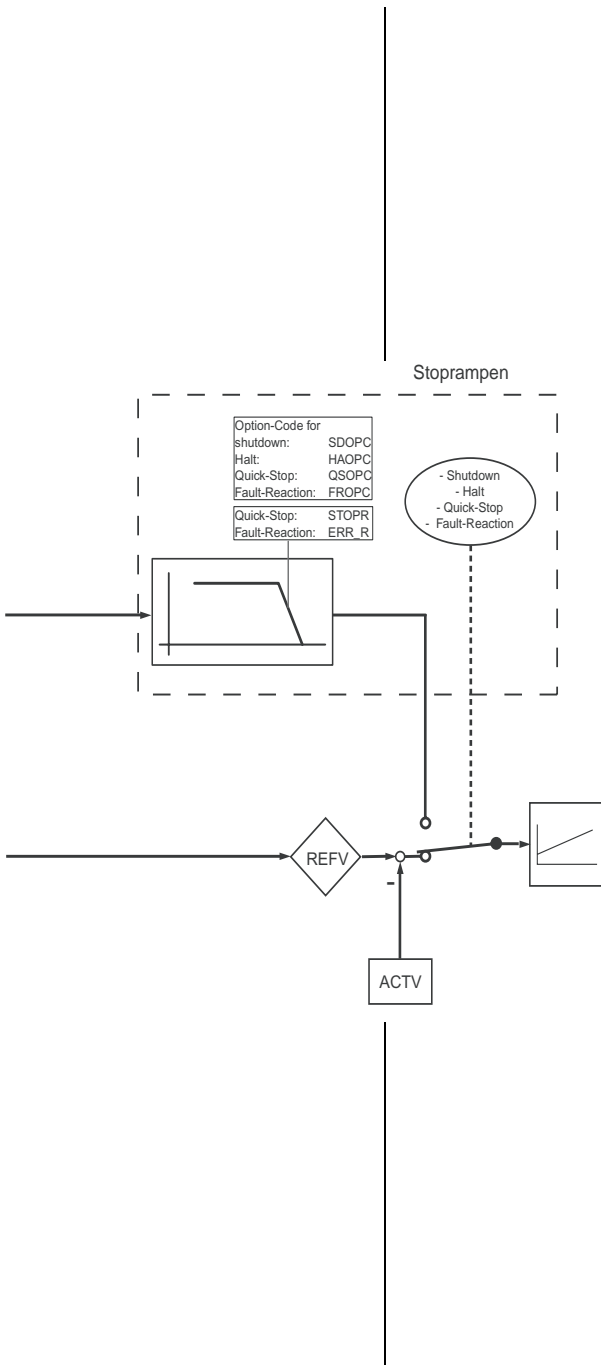 Stoprampen
Option-Code for
shutdown: SDOPC
Halt: HAOPC
Quick-Stop: QSOPC
Fault-Reaction: FROPC
Quick-Stop: STOPR
Fault-Reaction: ERR_R
- Shutdown
- Halt
- Quick-Stop
- Fault-Reaction
REFV
-
ACTV